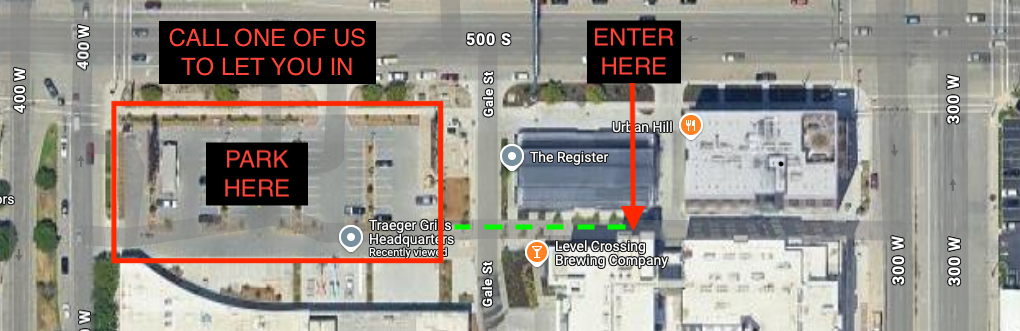 CALL ONE OF US
TO LET YOU IN
ENTER
HERE
500 S
400 W
400 W
Gale St
300 W
Urban Hill
The Register
PARK
HERE
ors
Traeger Grills
Headquarters
Recently viewed
Level Crossing
Brewing Company
Gale St
300 W
300 W
W